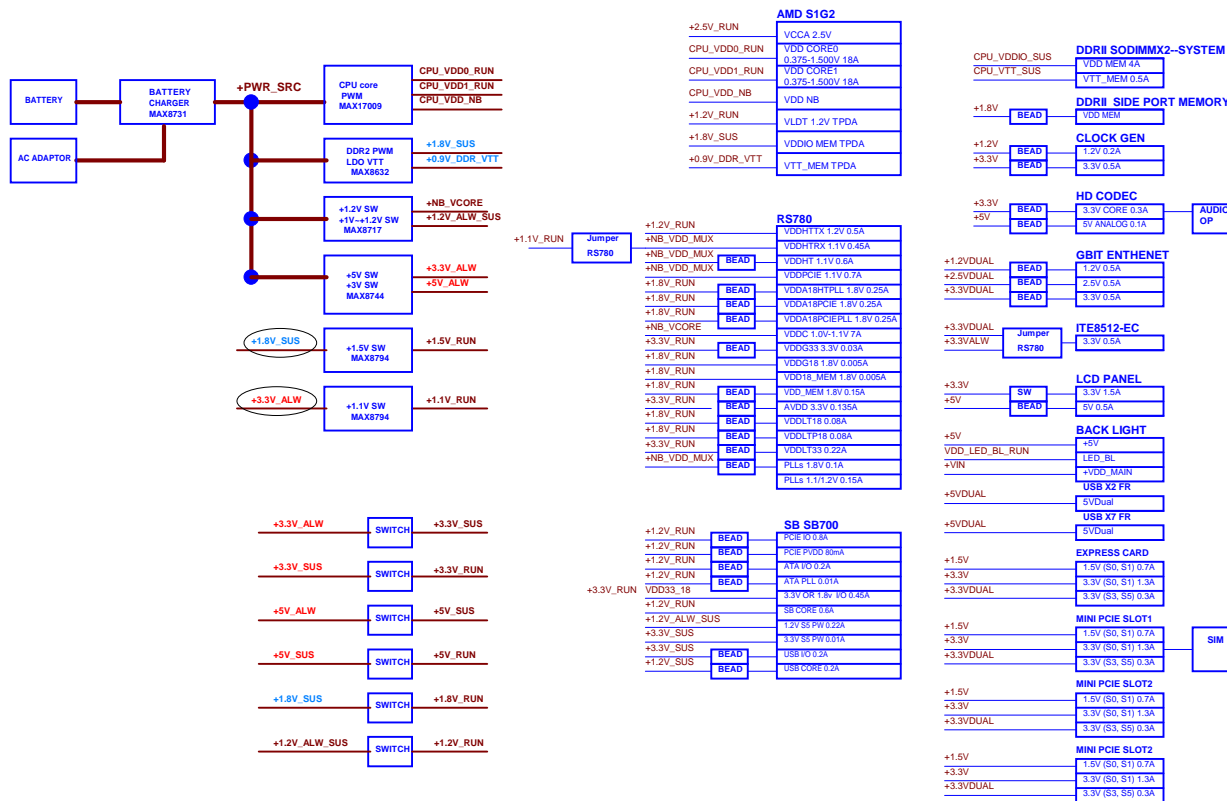 BATTERY
AC ADAPTOR
BATTERY
CHARGER
MAX8731
+PWR_SRC
CPU core
PWM
MAX17009
CPU_VDD0_RUN
CPU_VDD1_RUN
CPU_VDD_NB
DDR2 PWM
LDO VTT
MAX8632
+1.8V_SUS
+0.9V_DDR_VTT
+1.2V SW
+1V~+1.2V SW
MAX8717
+NB_VCORE
+1.2V_ALW_SUS
+5V SW
+3V SW
MAX8744
+3.3V_ALW
+5V_ALW
+1.8V_SUS
+1.5V SW
MAX8794
+1.5V_RUN
+3.3V_ALW
+1.1V SW
MAX8794
+1.1V_RUN
+3.3V_ALW
SWITCH
+3.3V_SUS
+3.3V_SUS
SWITCH
+3.3V_RUN
+5V_ALW
SWITCH
+5V_SUS
+5V_SUS
SWITCH
+5V_RUN
+1.8V_SUS
SWITCH
+1.8V_RUN
+1.2V_ALW_SUS
SWITCH
+1.2V_RUN
AMD S1G2
+2.5V_RUN
VCCA 2.5V
CPU_VDD0_RUN
VDD CORE0
0.375-1.500V 18A
CPU_VDD1_RUN
VDD CORE1
0.375-1.500V 18A
CPU_VDD_NB
VDD NB
+1.2V_RUN
VLDT 1.2V TPDA
+1.8V_SUS
VDDIO MEM TPDA
+0.9V_DDR_VTT
VTT_MEM TPDA
RS780
+1.1V_RUN
Jumper
RS780
+1.2V_RUN
VDDHTTX 1.2V 0.5A
+NB_VDD_MUX
VDDHTRX 1.1V 0.45A
+NB_VDD_MUX
BEAD
VDDHT 1.1V 0.6A
+NB_VDD_MUX
VDDPCIE 1.1V 0.7A
+1.8V_RUN
BEAD
VDDA18HTPLL 1.8V 0.25A
+1.8V_RUN
BEAD
VDDA18PCIE 1.8V 0.25A
+1.8V_RUN
BEAD
VDDA18PCIEPLL 1.8V 0.25A
+NB_VCORE
VDDC 1.0V-1.1V 7A
+3.3V_RUN
BEAD
VDDG33 3.3V 0.03A
+1.8V_RUN
VDDG18 1.8V 0.005A
+1.8V_RUN
VDD18_MEM 1.8V 0.005A
+1.8V_RUN
BEAD
VDD_MEM 1.8V 0.15A
+3.3V_RUN
BEAD
AVDD 3.3V 0.135A
+1.8V_RUN
BEAD
VDDLT18 0.08A
+1.8V_RUN
BEAD
VDDLTP18 0.08A
+3.3V_RUN
BEAD
VDDLT33 0.22A
+NB_VDD_MUX
BEAD
PLLs 1.8V 0.1A
PLLs 1.1/1.2V 0.15A
SB SB700
+1.2V_RUN
BEAD
PCIE IO 0.8A
+1.2V_RUN
BEAD
PCIE PVDD 80mA
+1.2V_RUN
BEAD
ATA I/O 0.2A
+1.2V_RUN
BEAD
ATA PLL 0.01A
+3.3V_RUN VDD33_18
3.3V OR 1.8v I/O 0.45A
+1.2V_RUN
SB CORE 0.6A
+1.2V_ALW_SUS
1.2V S5 PW 0.22A
+3.3V_SUS
3.3V S5 PW 0.01A
+3.3V_SUS
BEAD
USB I/O 0.2A
+1.2V_SUS
BEAD
USB CORE 0.2A
DDRII SODIMMX2--SYSTEM
CPU_VDDIO_SUS
VDD MEM 4A
CPU_VTT_SUS
VTT_MEM 0.5A
DDRII SIDE PORT MEMORY
+1.8V
BEAD
VDD MEM
CLOCK GEN
+1.2V
BEAD
1.2V 0.2A
+3.3V
BEAD
3.3V 0.5A
HD CODEC
+3.3V
BEAD
3.3V CORE 0.3A
+5V
BEAD
5V ANALOG 0.1A
AUDIO
OP
GBIT ENTHENET
+1.2VDUAL
BEAD
1.2V 0.5A
+2.5VDUAL
BEAD
2.5V 0.5A
+3.3VDUAL
BEAD
3.3V 0.5A
ITE8512-EC
+3.3VDUAL
+3.3VALW
Jumper
RS780
3.3V 0.5A
LCD PANEL
+3.3V
SW
3.3V 1.5A
+5V
BEAD
5V 0.5A
BACK LIGHT
+5V
+5V
VDD_LED_BL_RUN
LED_BL
+VIN
+VDD_MAIN
USB X2 FR
+5VDUAL
5VDual
USB X7 FR
+5VDUAL
5VDual
EXPRESS CARD
+1.5V
1.5V (S0, S1) 0.7A
+3.3V
3.3V (S0, S1) 1.3A
+3.3VDUAL
3.3V (S3, S5) 0.3A
MINI PCIE SLOT1
+1.5V
1.5V (S0, S1) 0.7A
+3.3V
3.3V (S0, S1) 1.3A
+3.3VDUAL
3.3V (S3, S5) 0.3A
SIM
MINI PCIE SLOT2
+1.5V
1.5V (S0, S1) 0.7A
+3.3V
3.3V (S0, S1) 1.3A
+3.3VDUAL
3.3V (S3, S5) 0.3A
MINI PCIE SLOT2
+1.5V
1.5V (S0, S1) 0.7A
+3.3V
3.3V (S0, S1) 1.3A
+3.3VDUAL
3.3V (S3, S5) 0.3A